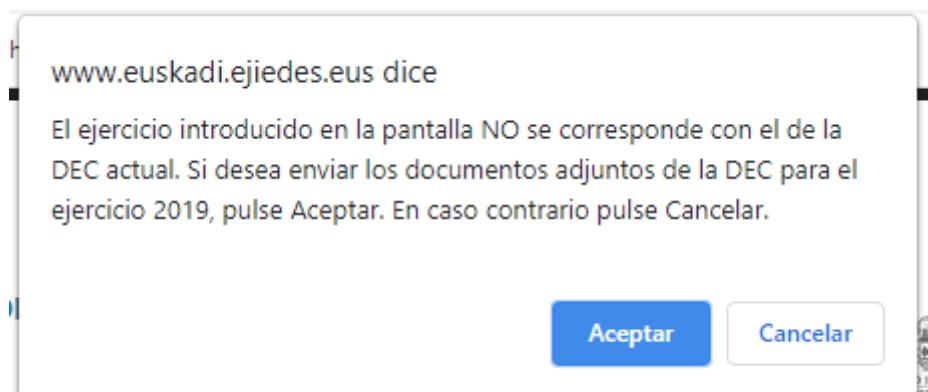 www.euskadi.ejiedes.eus dice
El ejercicio introducido en la pantalla NO se corresponde con el de la
DEC actual. Si desea enviar los documentos adjuntos de la DEC para el
ejercicio 2019, pulse Aceptar. En caso contrario pulse Cancelar.
Aceptar Cancelar